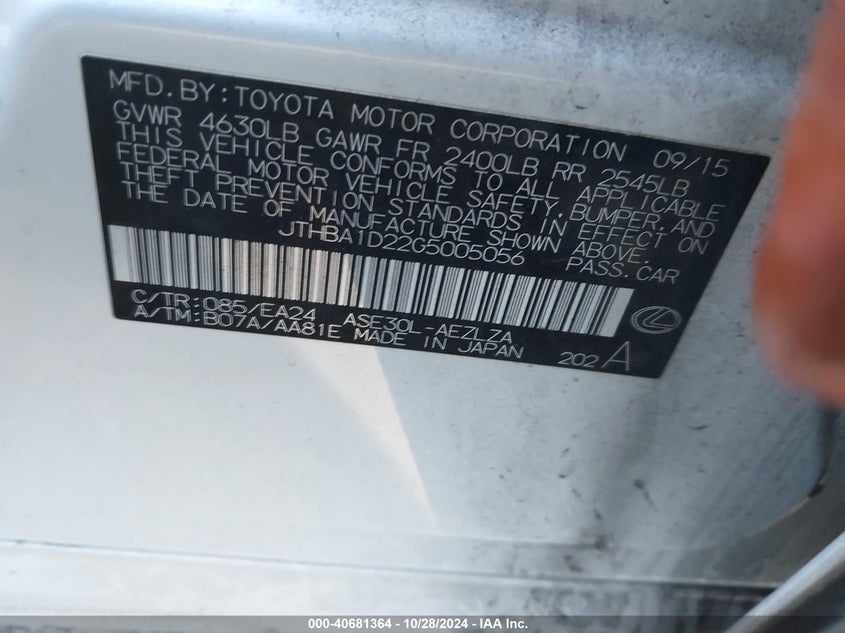 MFD.BY:TOYOTA MOTOR CORPORATION 09/15
GVWR 4630LB GAWR FR 2400LB RR 2545LB
THIS VEHICLE CONFORMS TO ALL APPLICABLE
FEDERAL MOTOR VEHICLE SAFETY,BUMPER,AND
THEFT PREVENTION STANDARDS IN EFFECT ON
THE DATE OF MANUFACTURE SHOWN ABOVE.
JTHBA1D22G5005056 PASS.CAR
C/TR:085/EA24 ASE30L-AEZLZA
A/TM:B07A/AA81E MADE IN JAPAN 202 A
000-40681364 - 10/28/2024 - IAA Inc.